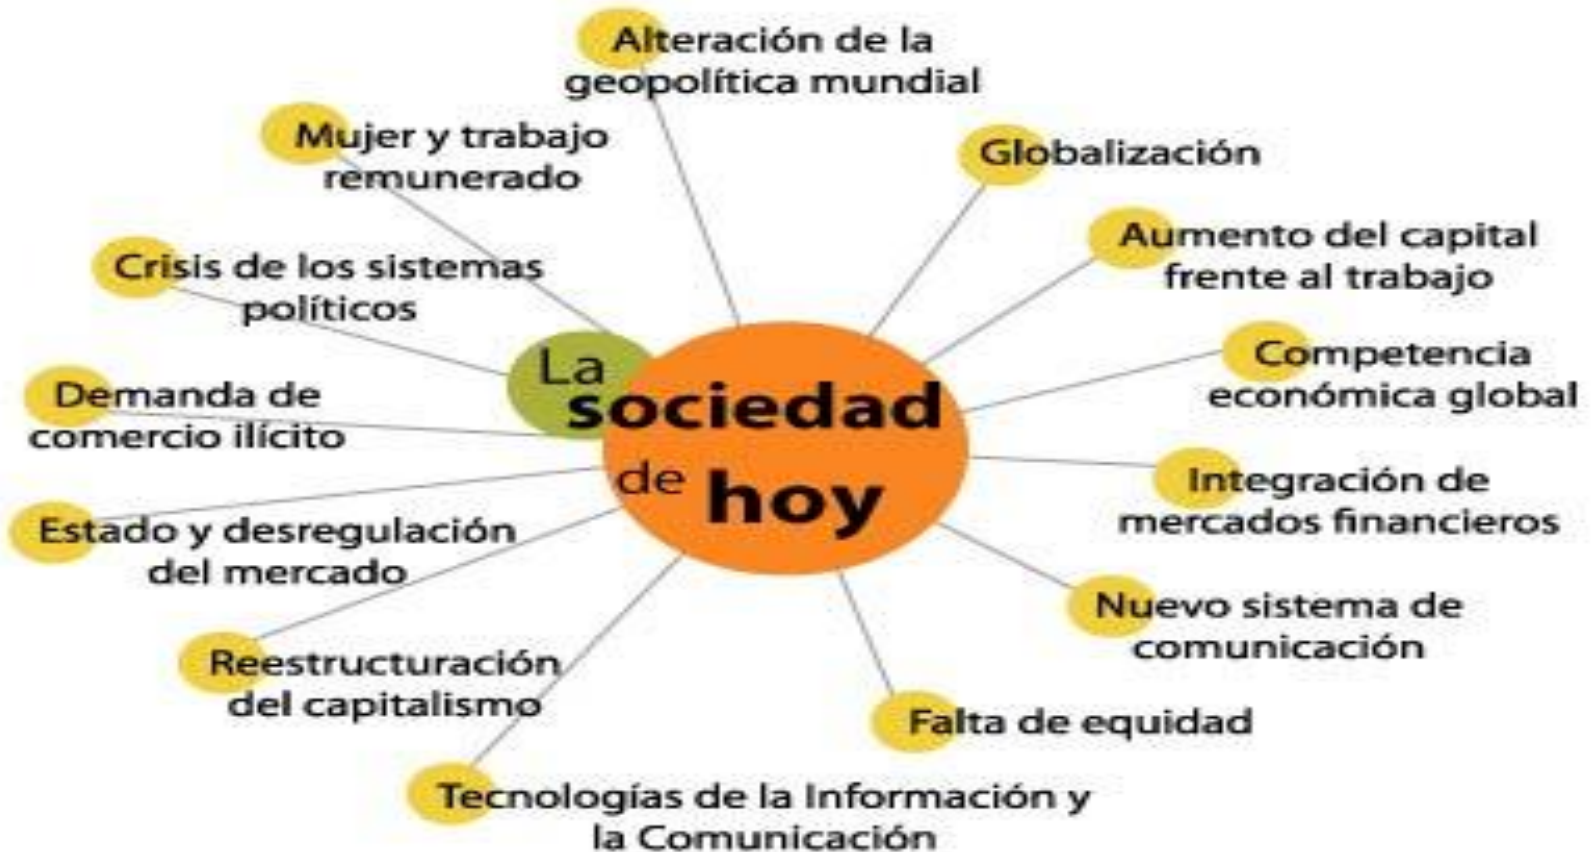 Alteración de la
geopolítica mundial
Globalización
Aumento del capital
frente al trabajo
Competencia
económica global
Integración de
mercados financieros
Nuevo sistema de
comunicación
Falta de equidad
Tecnologías de la Información y
la Comunicación
Reestructuración
del capitalismo
Estado y desregulación
del mercado
Demanda de
comercio ilícito
Crisis de los sistemas
políticos
Mujer y trabajo
remunerado
La
sociedad
de hoy